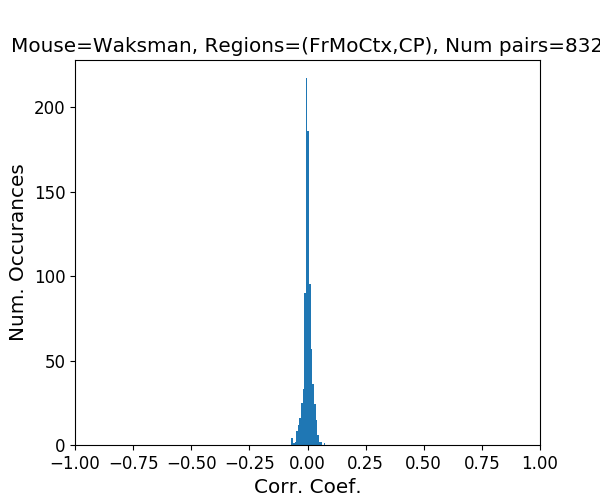 Mouse=Waksman, Regions=(FrMoCtx,CP), Num pairs=832
200
150
100
50
0
Num. Occurances
−1.00 −0.75 −0.50 −0.25 0.00 0.25 0.50 0.75 1.00
Corr. Coef.